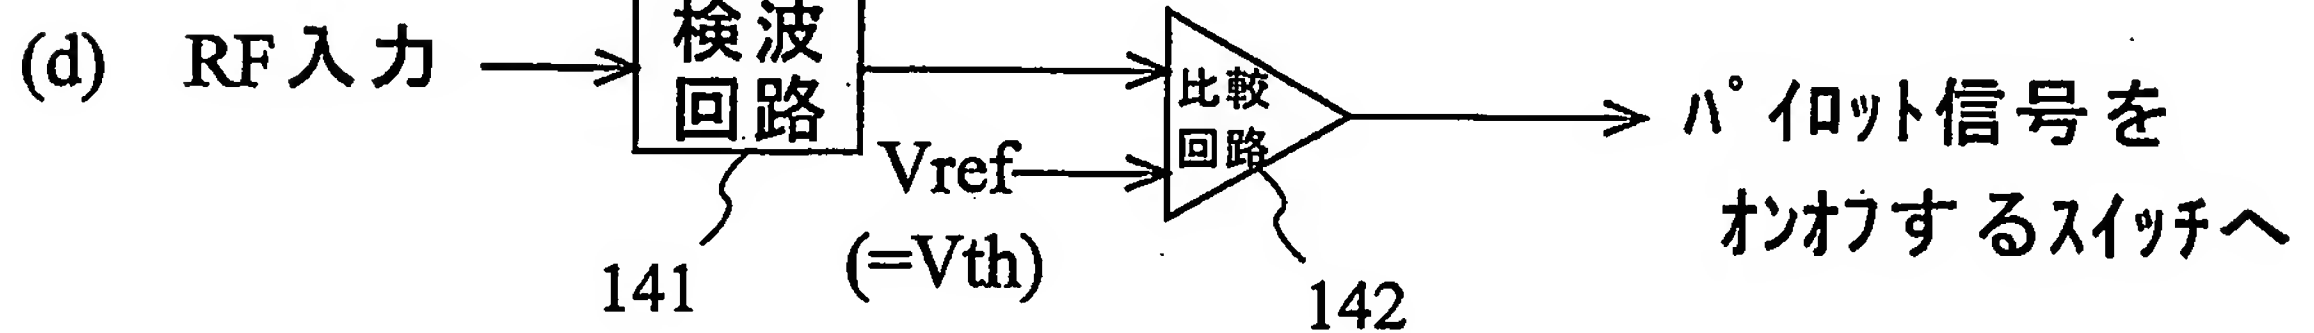 (d) RF入力
検波
回路
比較
回路
Vref
(=Vth)
141
142
パイロット信号を
オンオフするスイッチへ